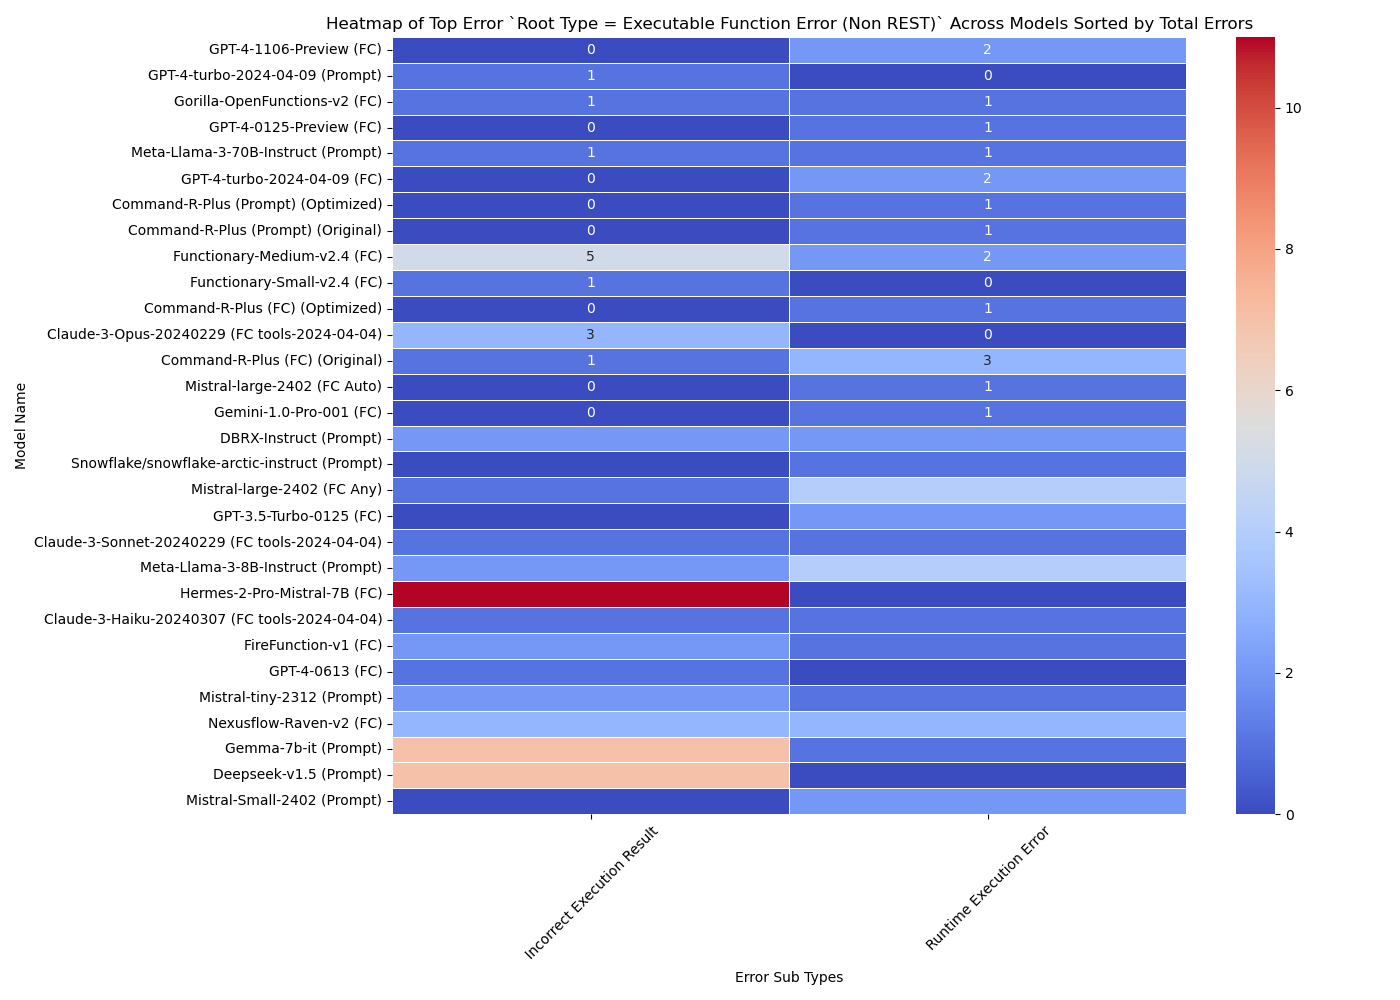 Heatmap of Top Error `Root Type = Executable Function Error (Non REST)` Across Models Sorted by Total Errors
GPT-4-1106-Preview (FC) 0 2
GPT-4-turbo-2024-04-09 (Prompt) 1 0
Gorilla-OpenFunctions-v2 (FC) 1 1
GPT-4-0125-Preview (FC) 0 1
Meta-Llama-3-70B-Instruct (Prompt) 1 1
GPT-4-turbo-2024-04-09 (FC) 0 2
Command-R-Plus (Prompt) (Optimized) 0 1
Command-R-Plus (Prompt) (Original) 0 1
Functionary-Medium-v2.4 (FC) 5 2
Functionary-Small-v2.4 (FC) 1 0
Command-R-Plus (FC) (Optimized) 0 1
Claude-3-Opus-20240229 (FC tools-2024-04-04) 3 0
Command-R-Plus (FC) (Original) 1 3
Mistral-large-2402 (FC Auto) 0 1
Gemini-1.0-Pro-001 (FC) 0 1
DBRX-Instruct (Prompt)
Snowflake/snowflake-arctic-instruct (Prompt)
Mistral-large-2402 (FC Any)
GPT-3.5-Turbo-0125 (FC)
Claude-3-Sonnet-20240229 (FC tools-2024-04-04)
Meta-Llama-3-8B-Instruct (Prompt)
Hermes-2-Pro-Mistral-7B (FC)
Claude-3-Haiku-20240307 (FC tools-2024-04-04)
FireFunction-v1 (FC)
GPT-4-0613 (FC)
Mistral-tiny-2312 (Prompt)
Nexusflow-Raven-v2 (FC)
Gemma-7b-it (Prompt)
Deepseek-v1.5 (Prompt)
Mistral-Small-2402 (Prompt)
Model Name
Incorrect Execution Result
Runtime Execution Error
Error Sub Types
10
8
6
4
2
0